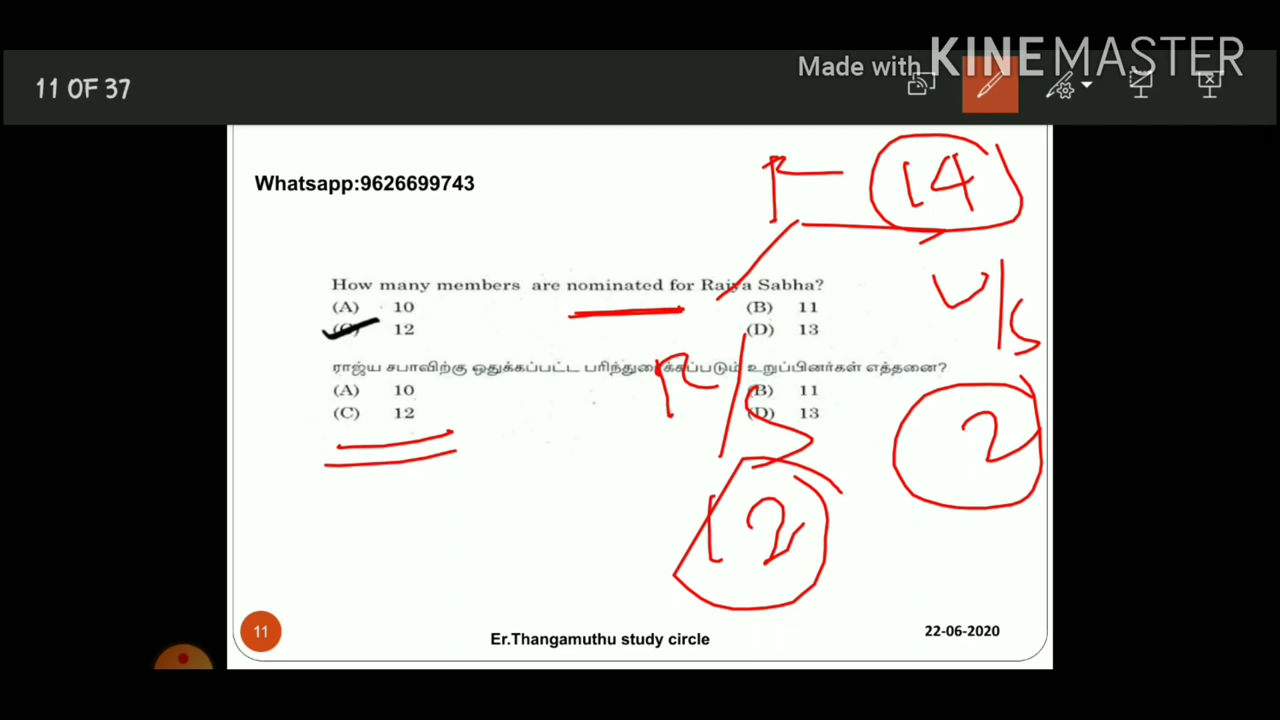 Made with KINEMASTER
11 OF 37
Whatsapp:9626699743
r — 14
How many members are nominated for Rajya Sabha?
(A) 10 (B) 11
(C) 12 (D) 13
ராஜ்ய சபாவிற்கு ஒதுக்கப்பட்ட பரிந்துரைக்கப்படும் உறுப்பினர்கள் எத்தனை?
(A) 10 (B) 11
(C) 12 (D) 13
r/s
L/S
12
2
11
Er.Thangamuthu study circle
22-06-2020